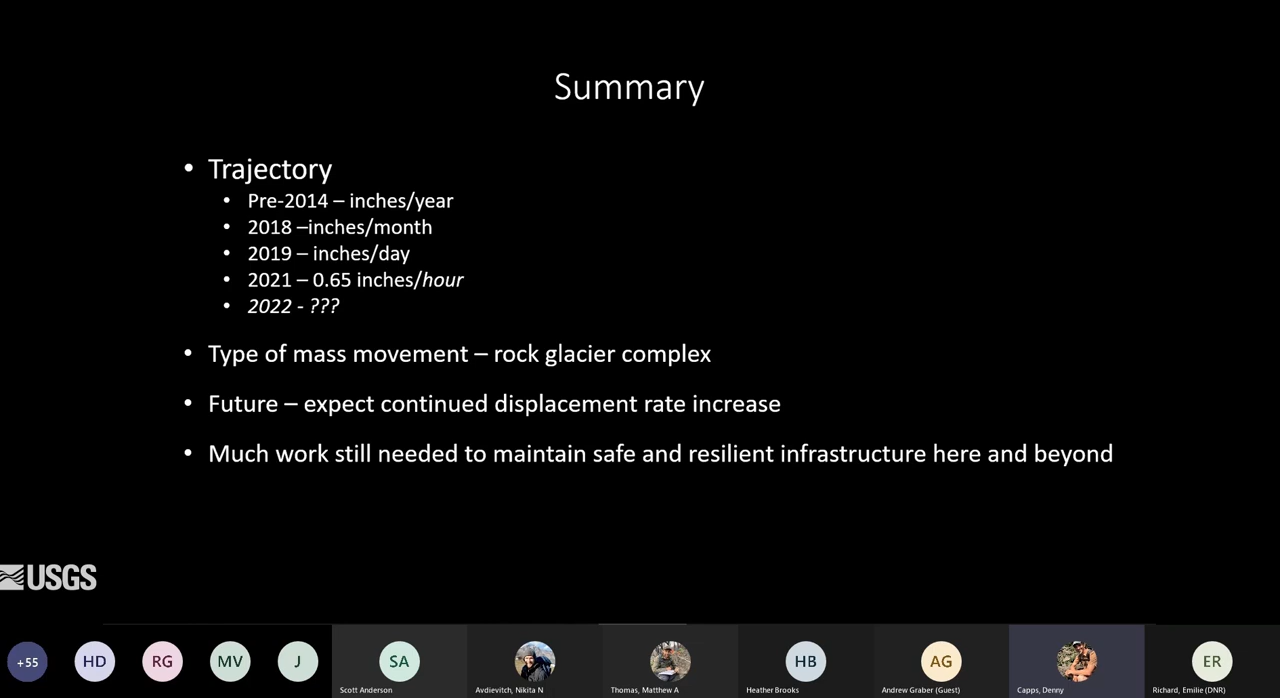 Summary
• Trajectory
• Pre-2014 – inches/year
• 2018 –inches/month
• 2019 – inches/day
• 2021 – 0.65 inches/hour
• 2022 - ???
• Type of mass movement – rock glacier complex
• Future – expect continued displacement rate increase
• Much work still needed to maintain safe and resilient infrastructure here and beyond
USGS
+55
HD
RG
MV
J
SA
HB
AG
ER
Scott Anderson
Avdievitch, Nikita N
Thomas, Matthew A
Heather Brooks
Andrew Graber (Guest)
Capps, Denny
Richard, Emilie (DNR)